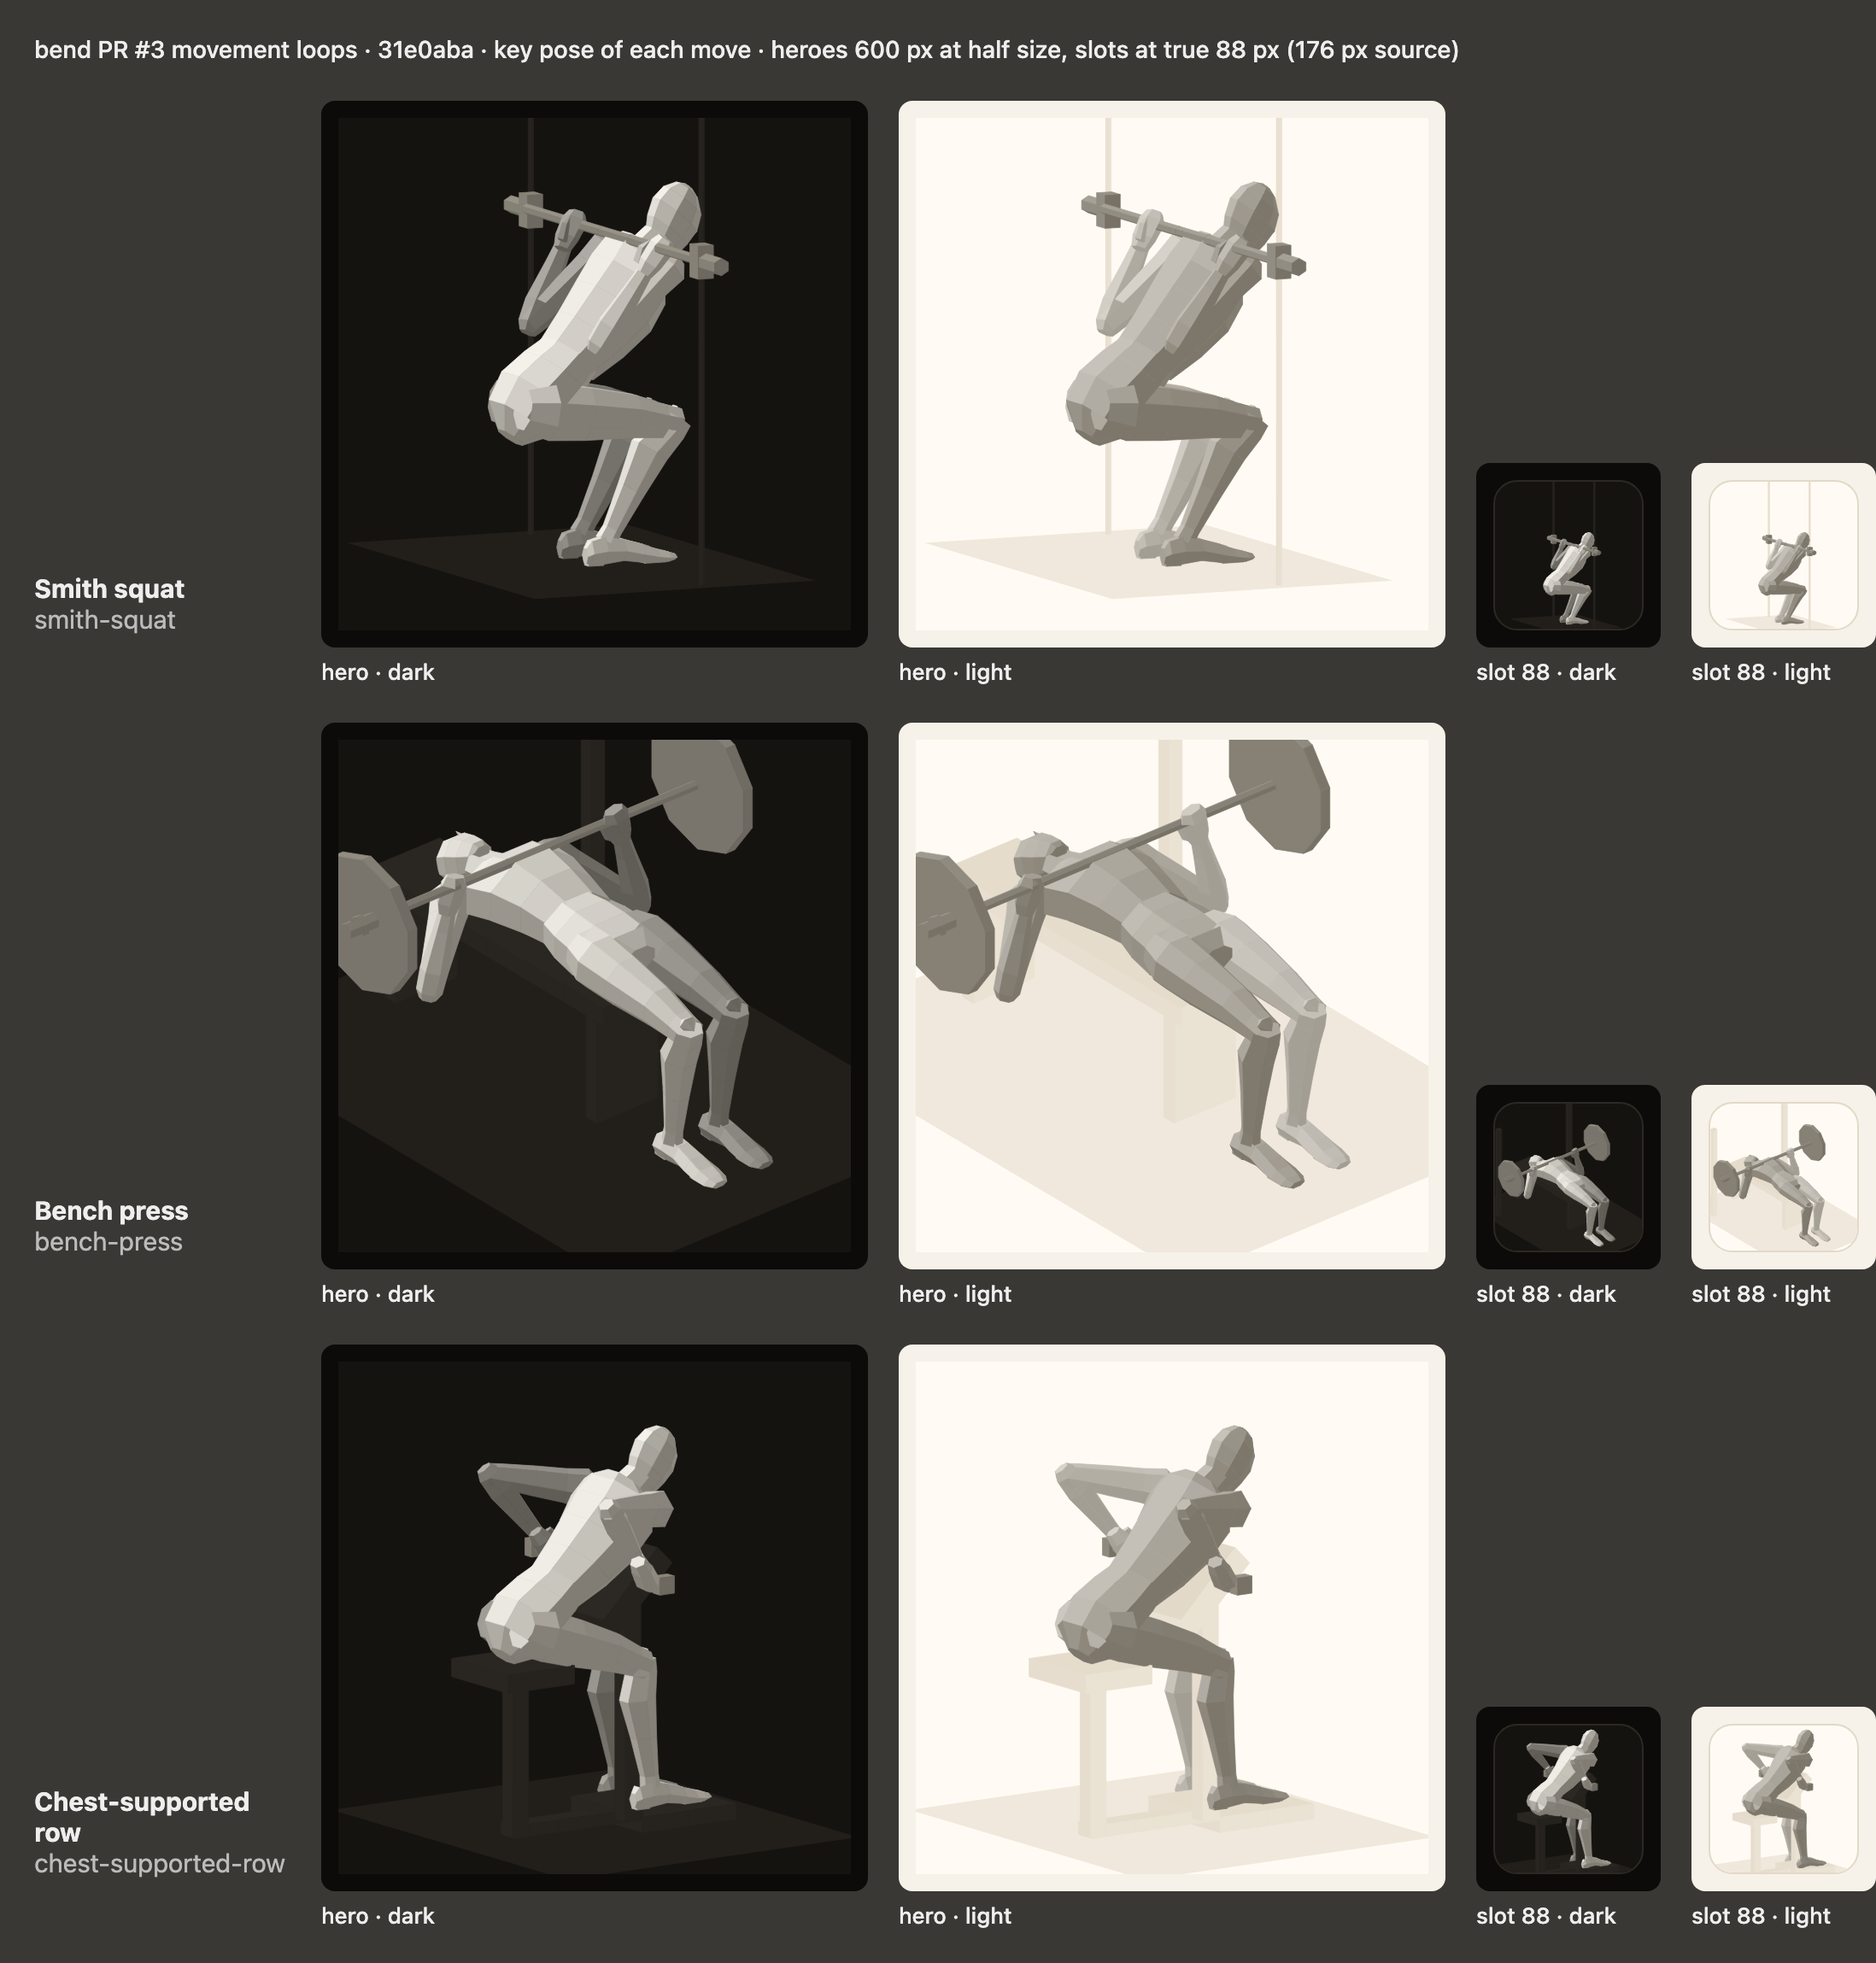 bend PR #3 movement loops · 31e0aba · key pose of each move · heroes 600 px at half size, slots at true 88 px (176 px source)
Smith squat
smith-squat
hero · dark
hero · light
slot 88 · dark
slot 88 · light
Bench press
bench-press
hero · dark
hero · light
slot 88 · dark
slot 88 · light
Chest-supported
row
chest-supported-row
hero · dark
hero · light
slot 88 · dark
slot 88 · light